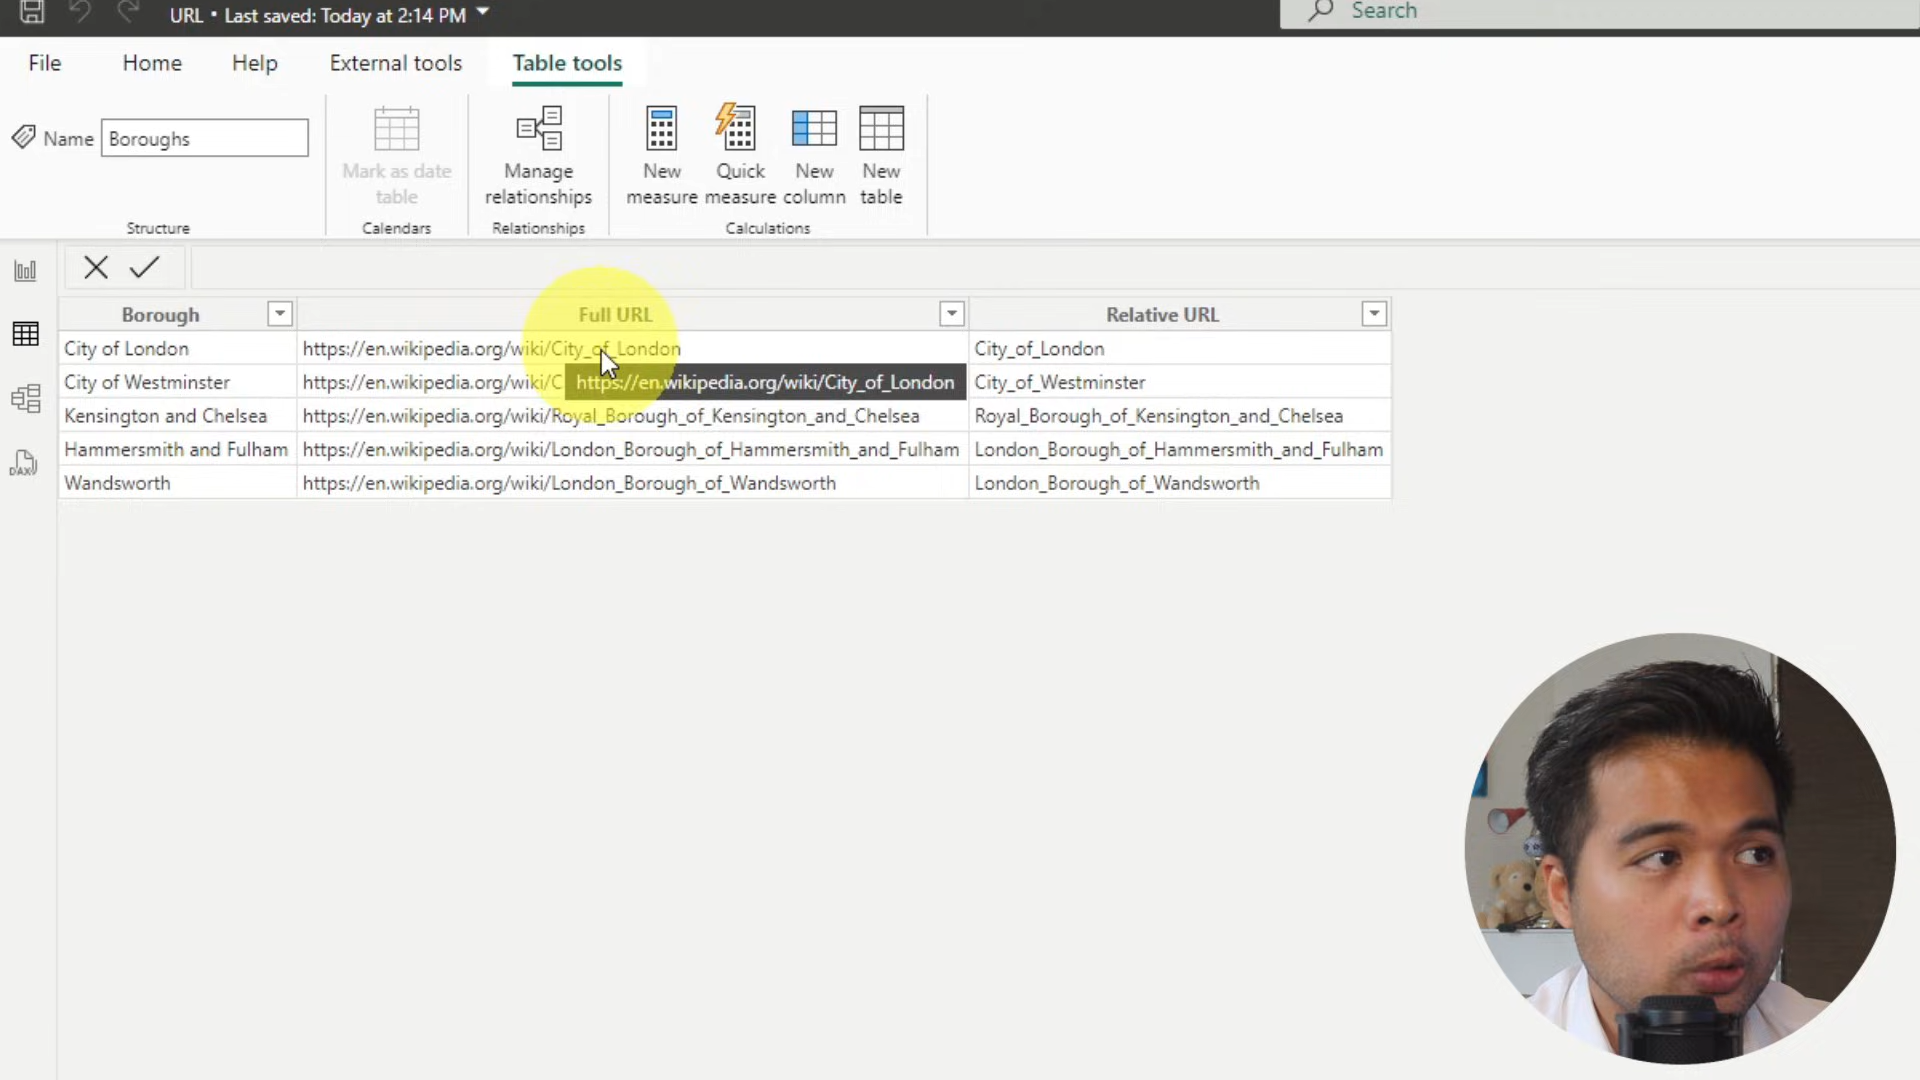 URL • Last saved: Today at 2:14 PM
Search
File Home Help External tools Table tools
Name Boroughs
Mark as date table
Manage relationships
New measure
Quick measure
New column
New table
Structure Calendars Relationships Calculations
DAX
Borough Full URL Relative URL
City of London https://en.wikipedia.org/wiki/City_of_London City_of_London
City of Westminster https://en.wikipedia.org/wiki/C https://en.wikipedia.org/wiki/City_of_London City_of_Westminster
Kensington and Chelsea https://en.wikipedia.org/wiki/Royal_Borough_of_Kensington_and_Chelsea Royal_Borough_of_Kensington_and_Chelsea
Hammersmith and Fulham https://en.wikipedia.org/wiki/London_Borough_of_Hammersmith_and_Fulham London_Borough_of_Hammersmith_and_Fulham
Wandsworth https://en.wikipedia.org/wiki/London_Borough_of_Wandsworth London_Borough_of_Wandsworth